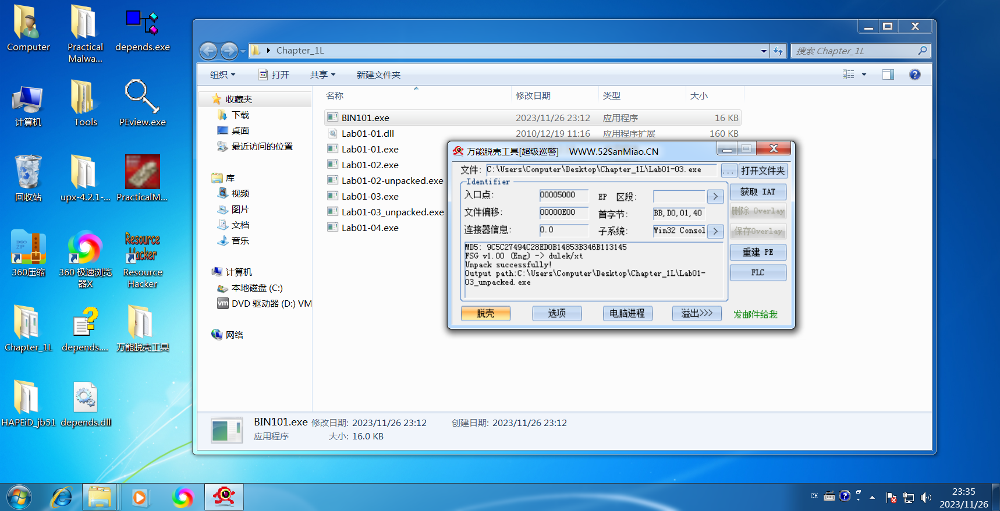 Computer
Practical
Malwa...
depends.exe
计算机
Tools
PEview.exe
回收站
upx-4.2.1-...
PracticalM...
360压缩
360 极速浏览
器X
Resource
Hacker
Resource
Hacker
Chapter_1L
depends....
万能脱壳工具
HAPEiD_jb51
depends.dll
Chapter_1L
搜索 Chapter_1L
组织
打开
共享
新建文件夹
收藏夹
下载
桌面
最近访问的位置
库
视频
图片
文档
音乐
计算机
本地磁盘 (C:)
DVD 驱动器 (D:) VM
网络
名称 修改日期 类型 大小
BIN101.exe 2023/11/26 23:12 应用程序 16 KB
Lab01-01.dll 2010/12/19 11:16 应用程序扩展 160 KB
Lab01-01.exe
Lab01-02.exe
Lab01-02-unpacked.exe
Lab01-03.exe
Lab01-03_unpacked.exe
Lab01-04.exe
万能脱壳工具[超级巡警] WWW.52SanMiao.CN
文件: C:\Users\Computer\Desktop\Chapter_1L\Lab01-03.exe ... 打开文件夹
Identifier
入口点: 00005000 EP 区段: >
文件偏移: 00000E00 首字节: BB,D0,01,40
连接器信息: 0.0 子系统: Win32 Consol >
获取 IAT
删除 Overlay
保存Overlay
重建 PE
FLC
MD5: 9C5C27494C28ED0B14853B346B113145
FSG v1.00 (Eng) -> dulek/xt
Unpack successfully!
Output path:C:\Users\Computer\Desktop\Chapter_1L\Lab01-
03_unpacked.exe
脱壳 选项 电脑进程 溢出>>> 发邮件给我
BIN101.exe 修改日期: 2023/11/26 23:12 创建日期: 2023/11/26 23:12
应用程序 大小: 16.0 KB
CH
23:35
2023/11/26